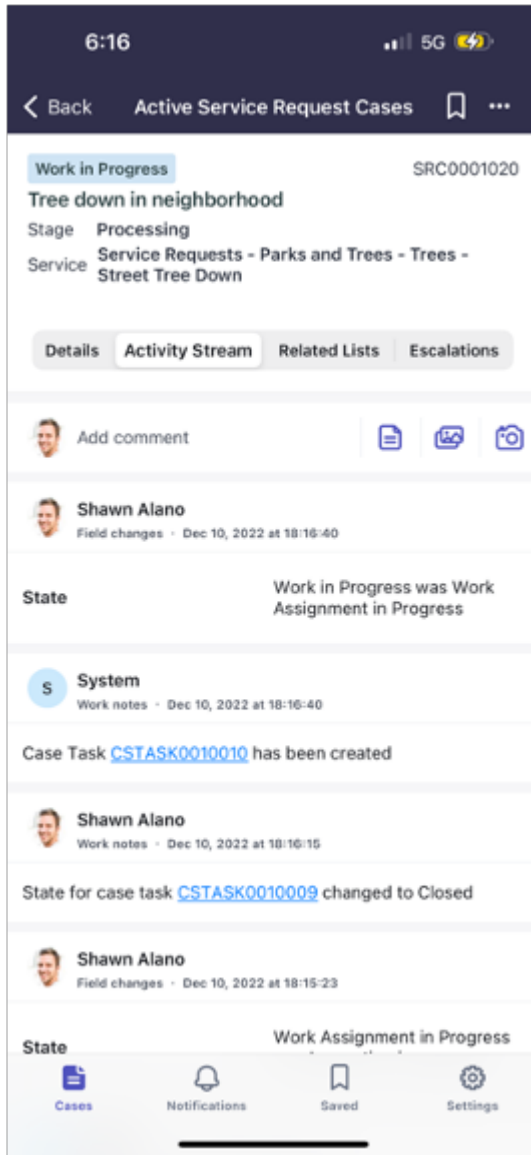 6:16
5G
Back
Active Service Request Cases
Work in Progress
SRC0001020
Tree down in neighborhood
Stage Processing
Service Service Requests - Parks and Trees - Trees -
Street Tree Down
Details
Activity Stream
Related Lists
Escalations
Add comment
Shawn Alano
Field changes · Dec 10, 2022 at 18:16:40
State
Work in Progress was Work
Assignment in Progress
S
System
Work notes · Dec 10, 2022 at 18:16:40
Case Task CSTASK0010010 has been created
Shawn Alano
Work notes · Dec 10, 2022 at 18:16:15
State for case task CSTASK0010009 changed to Closed
Shawn Alano
Field changes · Dec 10, 2022 at 18:15:23
State
Work Assignment in Progress
Cases
Notifications
Saved
Settings